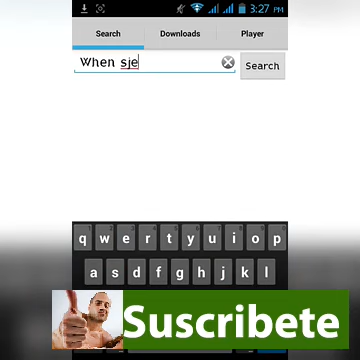 3:27 PM
Search Downloads Player
When sje Search
q w e r t y u i o p
a s d f g h j k l
Suscribete